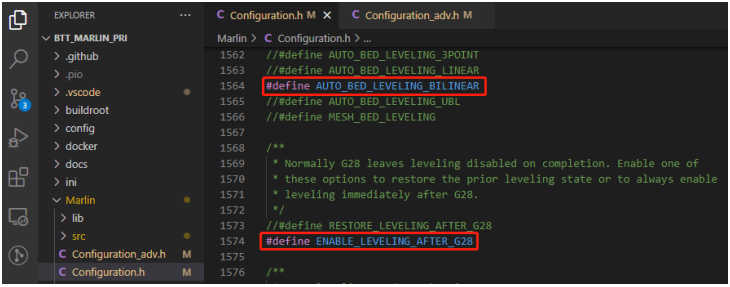 EXPLORER ...
BTT_MARLIN_PRI
.github
.pio
.vscode
buildroot
config
docker
docs
ini
Marlin
lib
src
C Configuration_adv.h M
C Configuration.h M
3
C Configuration.h M X C Configuration_adv.h M
Marlin > C Configuration.h > ...
1562 //#define AUTO_BED_LEVELING_3POINT
1563 //#define AUTO_BED_LEVELING_LINEAR
1564 #define AUTO_BED_LEVELING_BILINEAR
1565 //#define AUTO_BED_LEVELING_UBL
1566 //#define MESH_BED_LEVELING
1567
1568 /**
1569 * Normally G28 leaves leveling disabled on completion. Enable one of
1570 * these options to restore the prior leveling state or to always enable
1571 * leveling immediately after G28.
1572 */
1573 //#define RESTORE_LEVELING_AFTER_G28
1574 #define ENABLE_LEVELING_AFTER_G28
1575
1576 /**